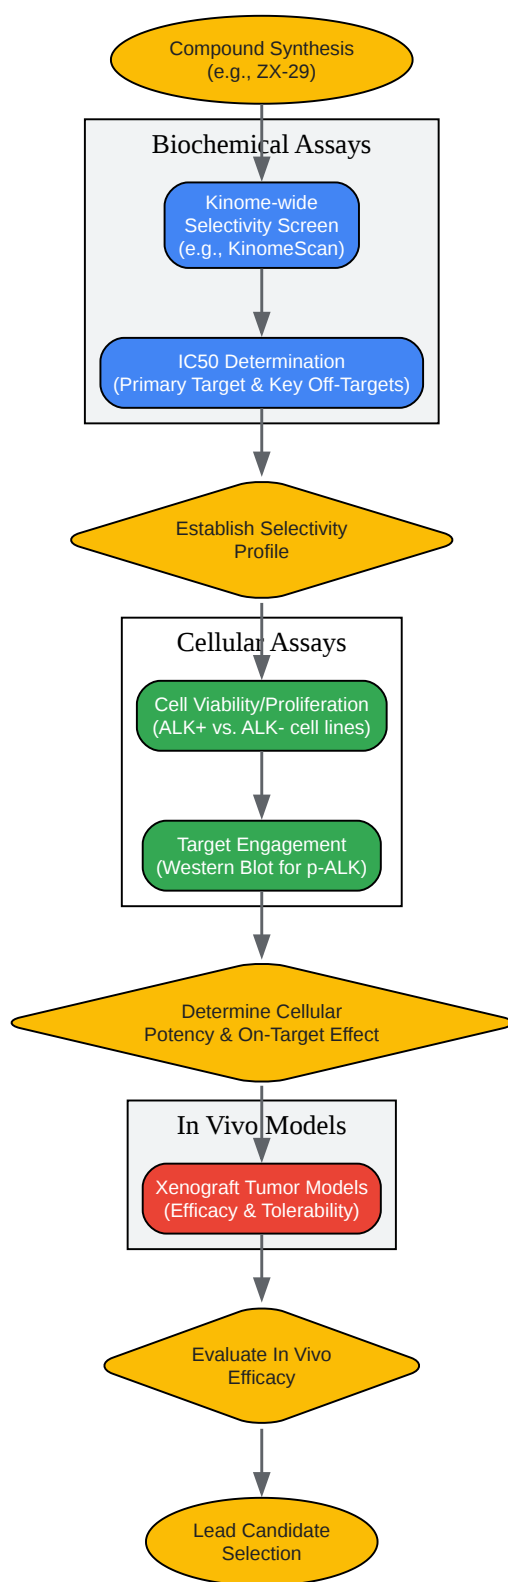 Compound Synthesis
(e.g., ZX-29)
Biochemical Assays
Kinome-wide
Selectivity Screen
(e.g., KinomeScan)
IC50 Determination
(Primary Target & Key Off-Targets)
Establish Selectivity
Profile
Cellular Assays
Cell Viability/Proliferation
(ALK+ vs. ALK- cell lines)
Target Engagement
(Western Blot for p-ALK)
Determine Cellular
Potency & On-Target Effect
In Vivo Models
Xenograft Tumor Models
(Efficacy & Tolerability)
Evaluate In Vivo
Efficacy
Lead Candidate
Selection